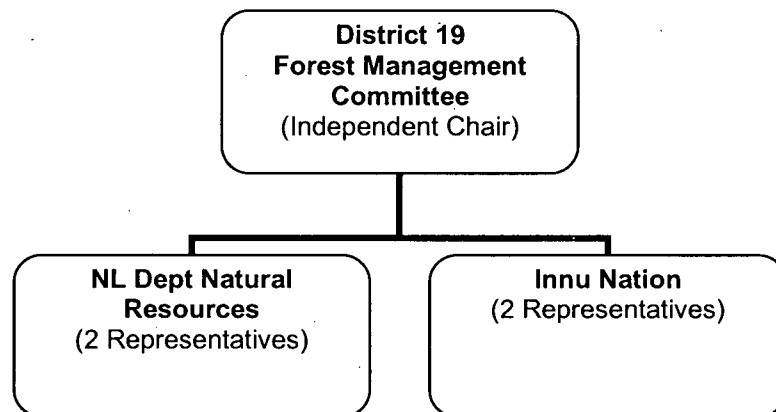 District 19
Forest Management
Committee
(Independent Chair)
NL Dept Natural
Resources
(2 Representatives)
Innu Nation
(2 Representatives)